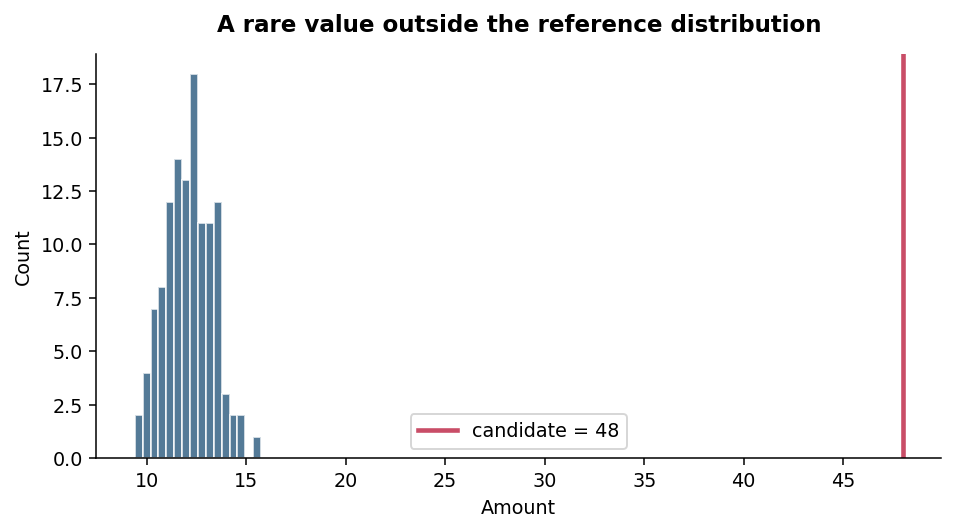 A rare value outside the reference distribution
Count
17.5
15.0
12.5
10.0
7.5
5.0
2.5
0.0
candidate = 48
10 15 20 25 30 35 40 45
Amount